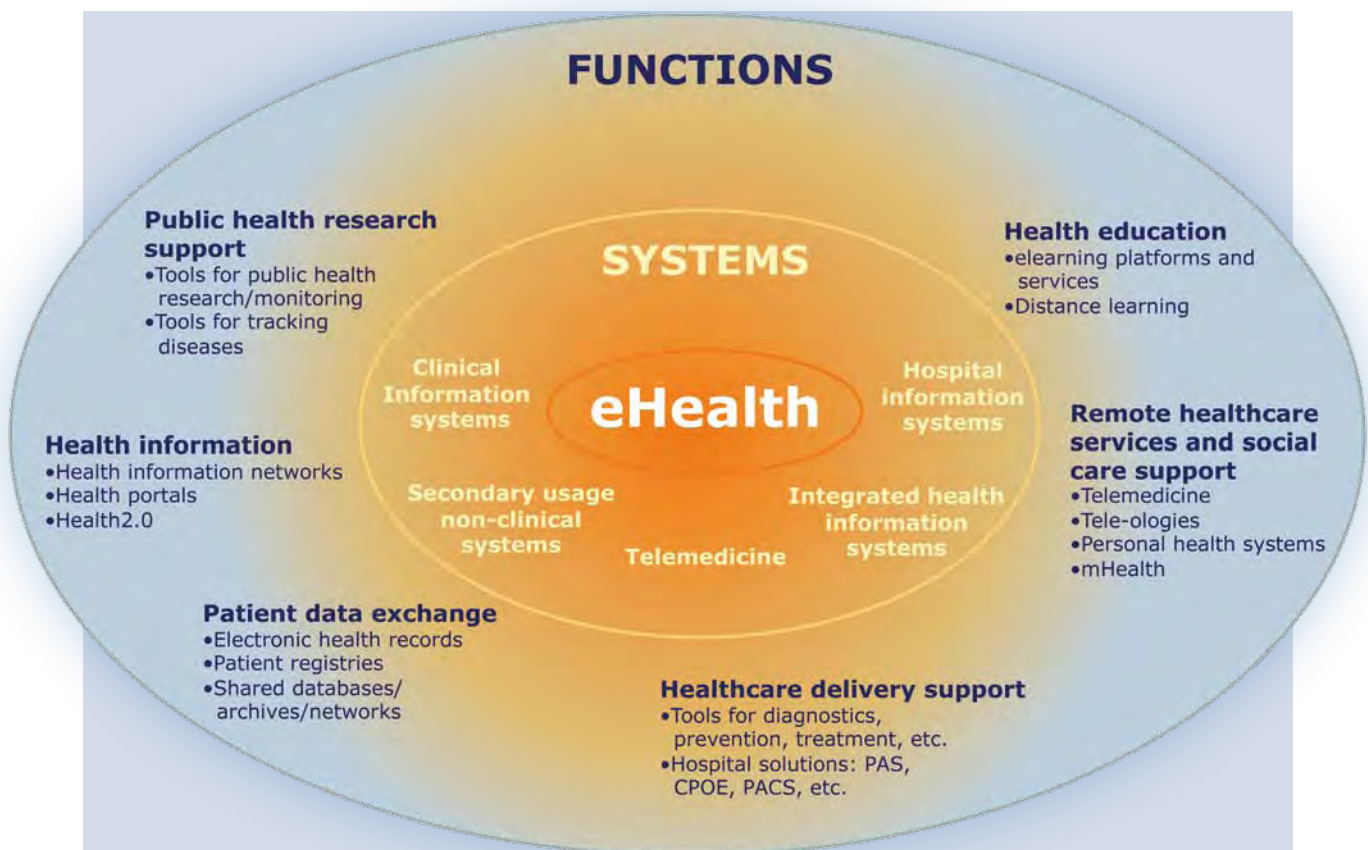 FUNCTIONS
Public health research
support
•Tools for public health
research/monitoring
•Tools for tracking
diseases
Health information
•Health information networks
•Health portals
•Health2.0
Patient data exchange
•Electronic health records
•Patient registries
•Shared databases/
archives/networks
SYSTEMS
Clinical
Information
systems
eHealth
Hospital
information
systems
Secondary usage
non-clinical
systems
Telemedicine
Integrated health
information
systems
Health education
•elearning platforms and
services
•Distance learning
Remote healthcare
services and social
care support
•Telemedicine
•Tele-ologies
•Personal health systems
•mHealth
Healthcare delivery support
•Tools for diagnostics,
prevention, treatment, etc.
•Hospital solutions: PAS,
CPOE, PACS, etc.